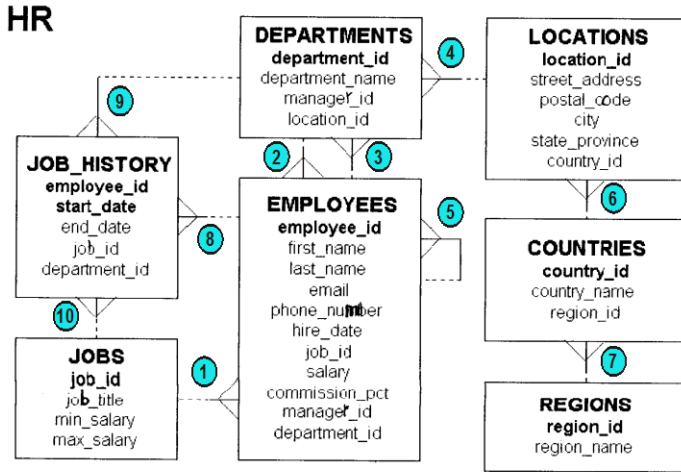 HR
DEPARTMENTS
department_id
department_name
manager_id
location_id
4
LOCATIONS
location_id
street_address
postal_code
city
state_province
country_id
9
2
3
JOB_HISTORY
employee_id
start_date
end_date
job_id
department_id
8
EMPLOYEES
employee_id
first_name
last_name
email
phone_number
hire_date
job_id
salary
commission_pct
manager_id
department_id
5
6
COUNTRIES
country_id
country_name
region_id
10
JOBS
job_id
job_title
min_salary
max_salary
1
7
REGIONS
region_id
region_name